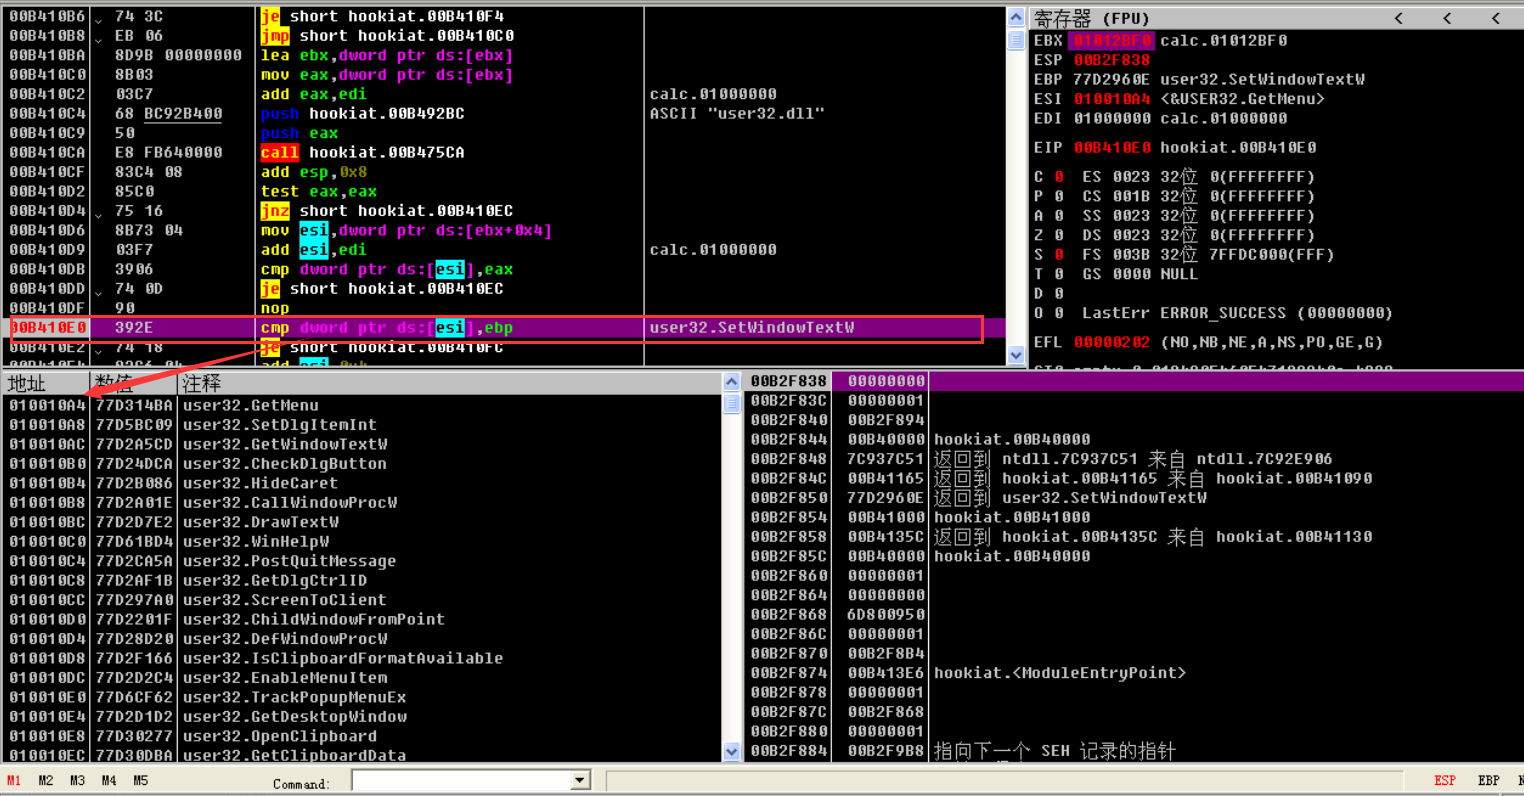 00B410B6 74 3C je short hookiat.00B410F4
00B410B8 EB 06 jmp short hookiat.00B410C0
00B410BA 8D9B 00000000 lea ebx,dword ptr ds:[ebx]
00B410C0 8B03 mov eax,dword ptr ds:[ebx]
00B410C2 03C7 add eax,edi calc.01000000
00B410C4 68 BC92B400 push hookiat.00B492BC ASCII "user32.dll"
00B410C9 50 push eax
00B410CA E8 FB640000 call hookiat.00B475CA
00B410CF 83C4 08 add esp,0x8
00B410D2 85C0 test eax,eax
00B410D4 75 16 jnz short hookiat.00B410EC
00B410D6 8B73 04 mov esi,dword ptr ds:[ebx+0x4]
00B410D9 03F7 add esi,edi calc.01000000
00B410DB 3906 cmp dword ptr ds:[esi],eax
00B410DD 74 0D je short hookiat.00B410EC
00B410DF 90 nop
00B410E0 392E cmp dword ptr ds:[esi],ebp user32.SetWindowTextW
00B410E2 74 18 je short hookiat.00B410FC
寄存器 (FPU) < < <
EBX 01012BF0 calc.01012BF0
ESP 00B2F838
EBP 77D2960E user32.SetWindowTextW
ESI 010010A4 <&USER32.GetMenu>
EDI 01000000 calc.01000000
EIP 00B410E0 hookiat.00B410E0
C 0 ES 0023 32位 0(FFFFFFFF)
P 0 CS 001B 32位 0(FFFFFFFF)
A 0 SS 0023 32位 0(FFFFFFFF)
Z 0 DS 0023 32位 0(FFFFFFFF)
S 0 FS 003B 32位 7FFDC000(FFF)
T 0 GS 0000 NULL
D 0
O 0 LastErr ERROR_SUCCESS (00000000)
EFL 00000202 (NO,NB,NE,A,NS,PO,GE,G)
地址 数值 注释
010010A4 77D314BA user32.GetMenu
010010A8 77D5BC09 user32.SetDlgItemInt
010010AC 77D2A5CD user32.GetWindowTextW
010010B0 77D24DCA user32.CheckDlgButton
010010B4 77D2B086 user32.HideCaret
010010B8 77D2A01E user32.CallWindowProcW
010010BC 77D2D7E2 user32.DrawTextW
010010C0 77D61BD4 user32.WinHelpW
010010C4 77D2CA5A user32.PostQuitMessage
010010C8 77D2AF1B user32.GetDlgCtrlID
010010CC 77D297A0 user32.ScreenToClient
010010D0 77D2201F user32.ChildWindowFromPoint
010010D4 77D28D20 user32.DefWindowProcW
010010D8 77D2F166 user32.IsClipboardFormatAvailable
010010DC 77D2D2C4 user32.EnableMenuItem
010010E0 77D6CF62 user32.TrackPopupMenuEx
010010E4 77D2D1D2 user32.GetDesktopWindow
010010E8 77D30277 user32.OpenClipboard
010010EC 77D30DBA user32.GetClipboardData
00B2F838 00000000
00B2F83C 00000001
00B2F840 00B2F894
00B2F844 00B40000 hookiat.00B40000
00B2F848 7C937C51 返回到 ntdll.7C937C51 来自 ntdll.7C92E906
00B2F84C 00B41165 返回到 hookiat.00B41165 来自 hookiat.00B41090
00B2F850 77D2960E 返回到 user32.SetWindowTextW
00B2F854 00B41000 hookiat.00B41000
00B2F858 00B4135C 返回到 hookiat.00B4135C 来自 hookiat.00B41130
00B2F85C 00B40000 hookiat.00B40000
00B2F860 00000001
00B2F864 00000000
00B2F868 6D800950
00B2F86C 00000001
00B2F870 00B2F8B4
00B2F874 00B413E6 hookiat.<ModuleEntryPoint>
00B2F878 00000001
00B2F87C 00B2F868
00B2F880 00000001
00B2F884 00B2F9B8 指向下一个 SEH 记录的指针
M1 M2 M3 M4 M5 Command: ESP EBP